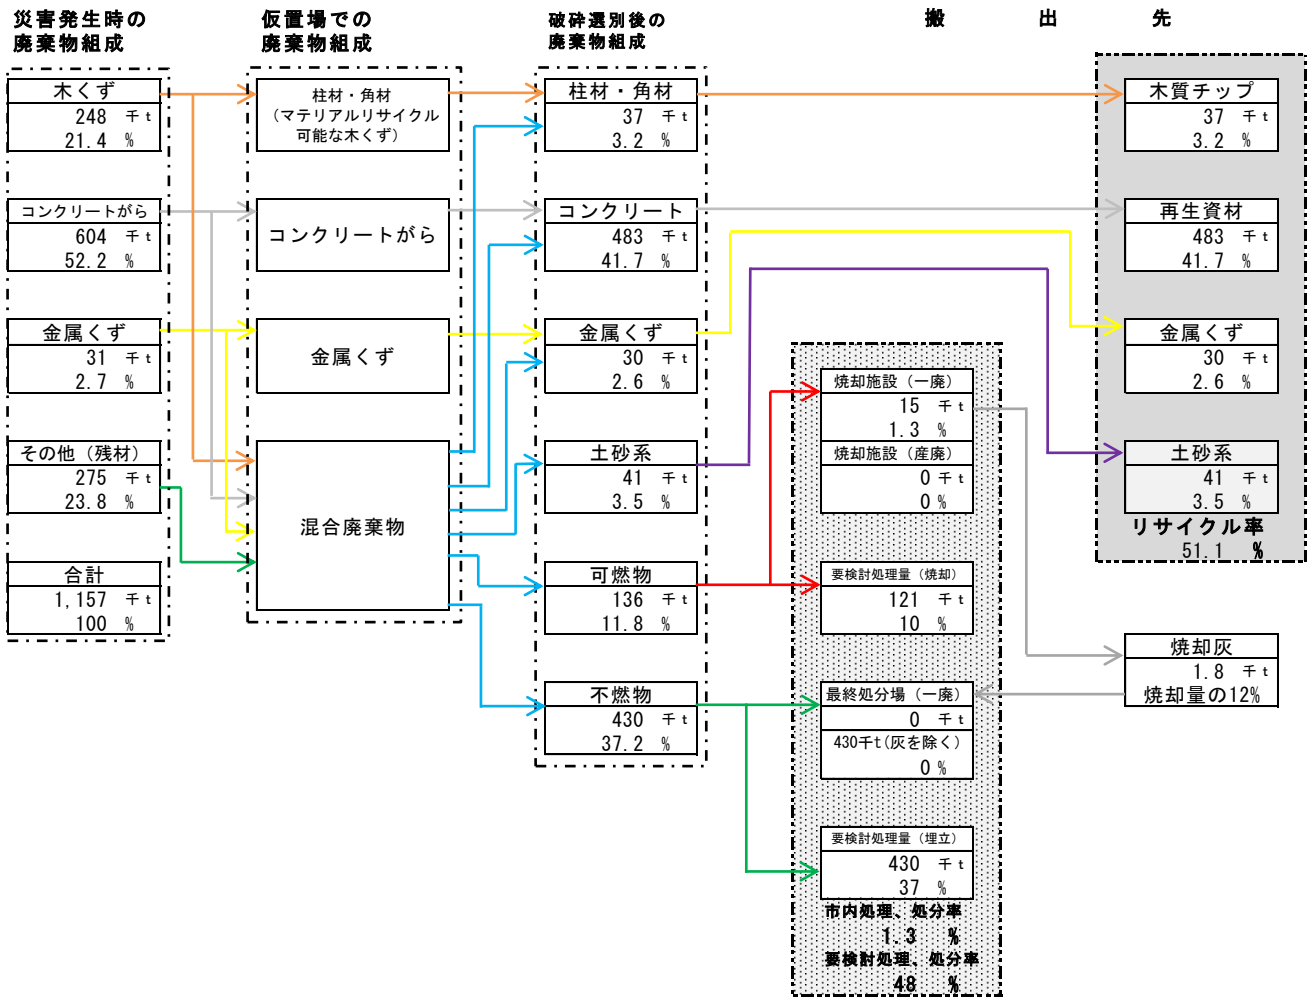 災害発生時の
廃棄物組成
木くず
248 千t
21.4 %
コンクリートがら
604 千t
52.2 %
金属くず
31 千t
2.7 %
その他（残材）
275 千t
23.8 %
合計
1,157 千t
100 %
仮置場での
廃棄物組成
柱材・角材
（マテリアルリサイクル
可能な木くず）
コンクリートがら
金属くず
混合廃棄物
破砕選別後の
廃棄物組成
柱材・角材
37 千t
3.2 %
コンクリート
483 千t
41.7 %
金属くず
30 千t
2.6 %
土砂系
41 千t
3.5 %
可燃物
136 千t
11.8 %
不燃物
430 千t
37.2 %
搬 出 先
焼却施設（一廃）
15 千t
1.3 %
焼却施設（産廃）
0 千t
0 %
要検討処理量（焼却）
121 千t
10 %
最終処分場（一廃）
0 千t
430千t(灰を除く)
0 %
要検討処理量（埋立）
430 千t
37 %
市内処理、処分率
1.3 %
要検討処理、処分率
48 %
木質チップ
37 千t
3.2 %
再生資材
483 千t
41.7 %
金属くず
30 千t
2.6 %
土砂系
41 千t
3.5 %
リサイクル率
51.1 %
焼却灰
1.8 千t
焼却量の12%